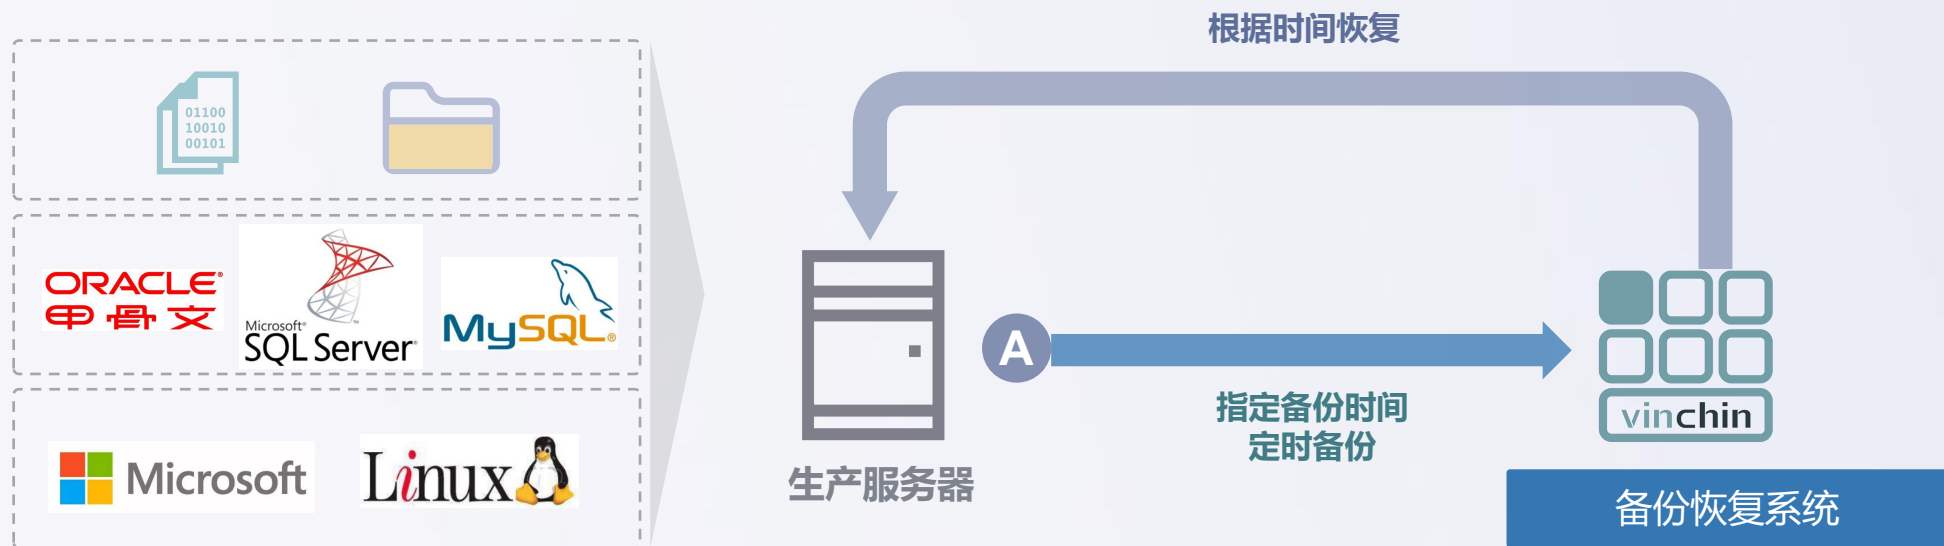 根据时间恢复
01100
10010
00101
ORACLE®
甲骨文
Microsoft®
SQL Server®
MySQL®
Microsoft
Linux
生产服务器
A
指定备份时间
定时备份
vinchin
备份恢复系统